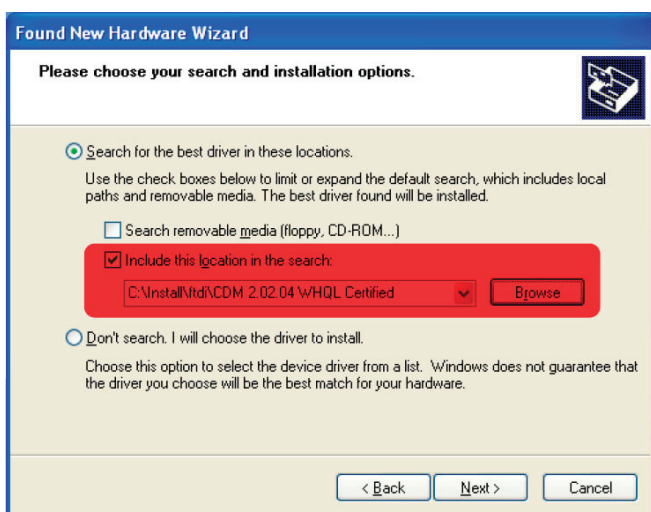 Found New Hardware Wizard
Please choose your search and installation options.
Search for the best driver in these locations.
Use the check boxes below to limit or expand the default search, which includes local
paths and removable media. The best driver found will be installed.
Search removable media (floppy, CD-ROM...)
Include this location in the search:
C:\Install\ftdi\CDM 2.02.04 WHQL Certified
Browse
Don't search. I will choose the driver to install.
Choose this option to select the device driver from a list. Windows does not guarantee that
the driver you choose will be the best match for your hardware.
< Back Next > Cancel